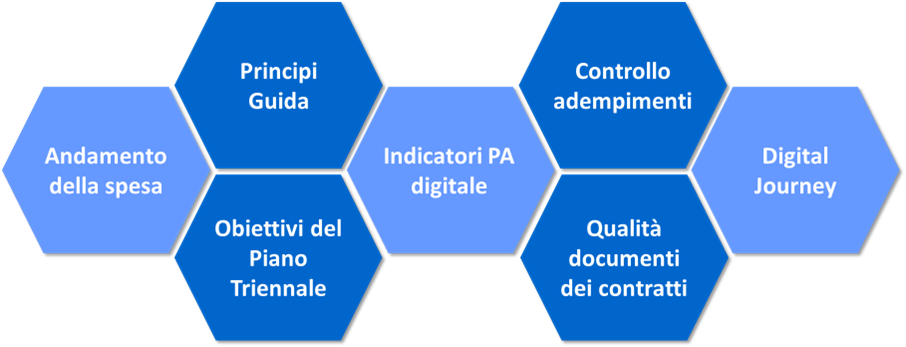 Andamento
della spesa
Principi
Guida
Obiettivi del
Piano
Triennale
Indicatori PA
digitale
Controllo
adempimenti
Qualità
documenti
dei contratti
Digital
Journey